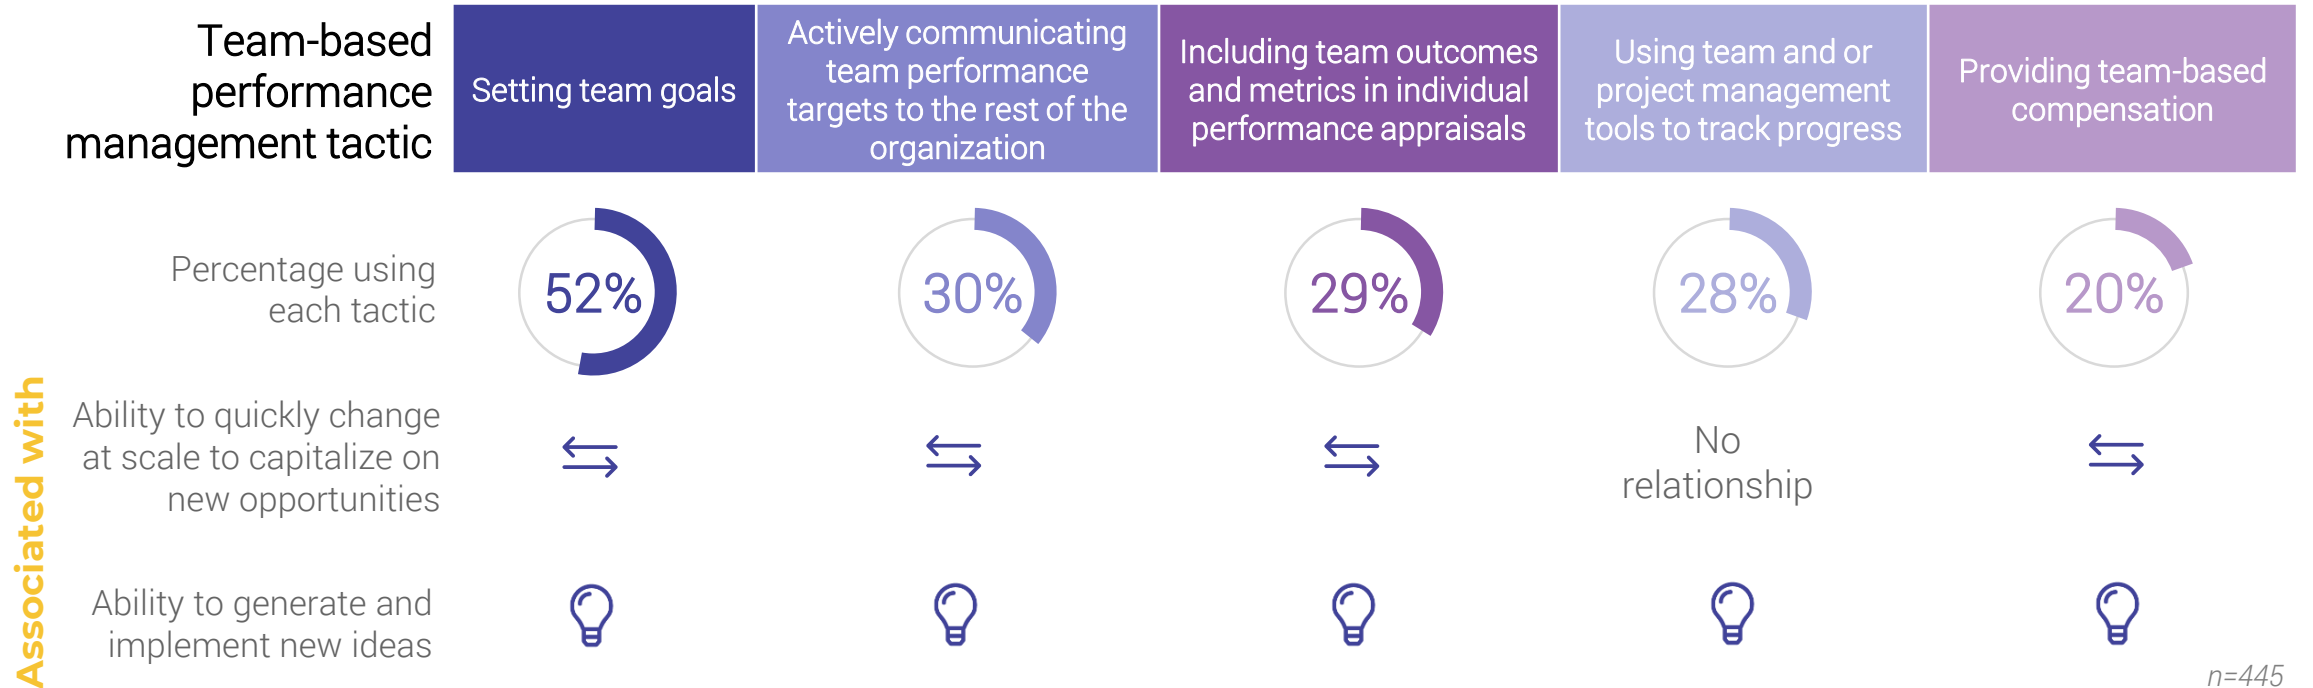 Team-based
performance
management tactic
Setting team goals
Actively communicating
team performance
targets to the rest of the
organization
Including team outcomes
and metrics in individual
performance appraisals
Using team and or
project management
tools to track progress
Providing team-based
compensation
Percentage using
each tactic
52%
30%
29%
28%
20%
Associated with
Ability to quickly change
at scale to capitalize on
new opportunities
No
relationship
Ability to generate and
implement new ideas
n=445